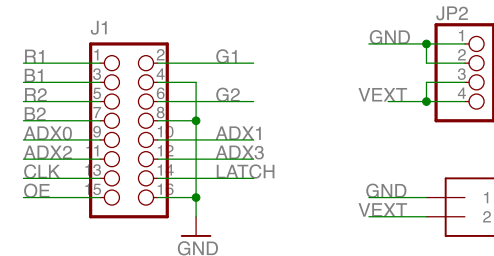 J1
R1 1 2 G1
B1 3 4
R2 5 6 G2
B2 7 8
ADX0 9 10 ADX1
ADX2 11 12 ADX3
CLK 13 14 LATCH
OE 15 16
GND
JP2
GND 1
2
3
VEXT 4
GND 1
VEXT 2